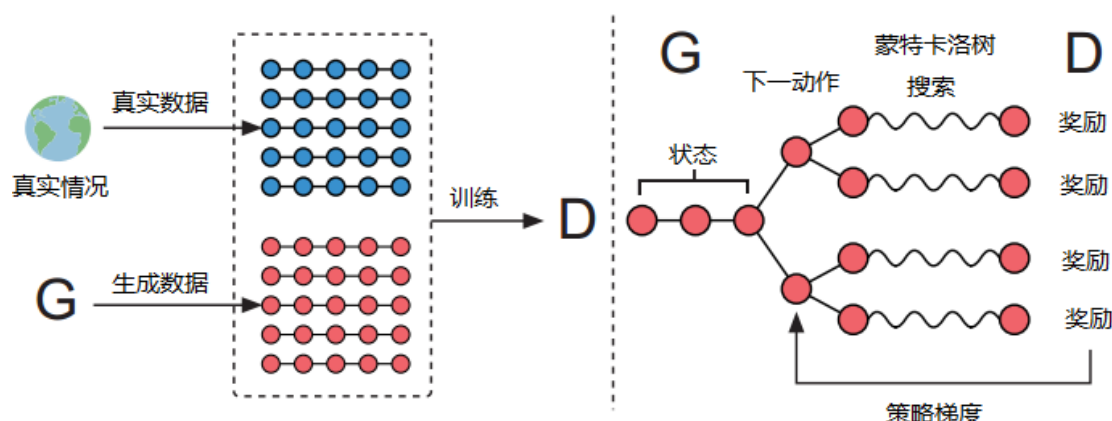 真实数据
真实情况
G
生成数据
训练
D
G
蒙特卡洛树
搜索
D
下一动作
状态
奖励
奖励
奖励
奖励
策略梯度